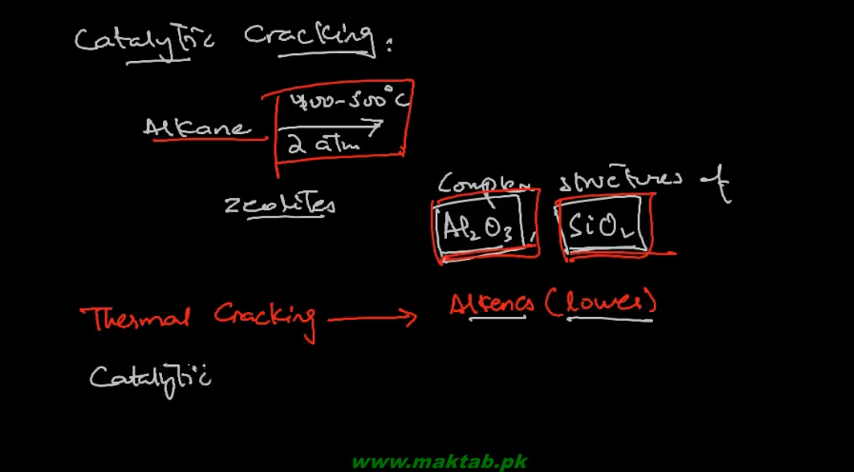 Catalytic Cracking:
400-500°C
Alkane
2 atm
zeolites
Complex structures of
Al₂O₃, SiO₂
Thermal Cracking → Alkenes (lower)
Catalytic
www.maktab.pk